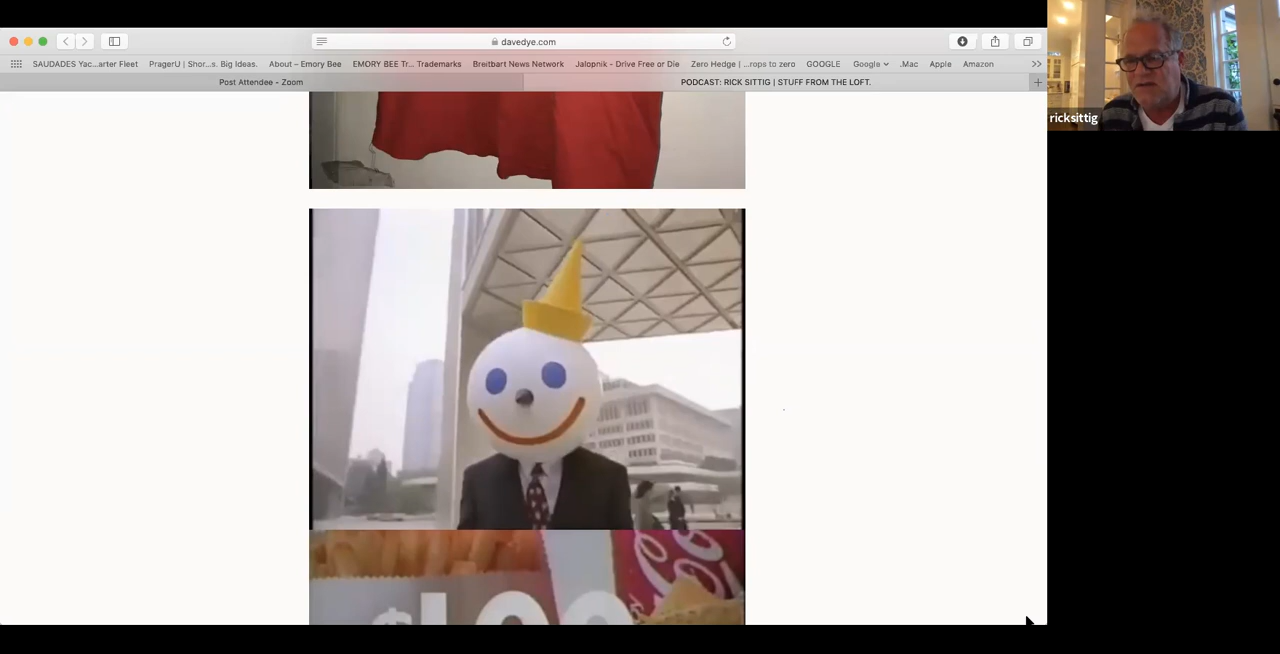 davedye.com
SAUDADES Yac...arter Fleet PragerU | Shor...s. Big Ideas. About – Emory Bee EMORY BEE Tr... Trademarks Breitbart News Network Jalopnik - Drive Free or Die Zero Hedge |...rops to zero GOOGLE Google .Mac Apple Amazon
Post Attendee - Zoom PODCAST: RICK SITTIG | STUFF FROM THE LOFT.
ricksittig